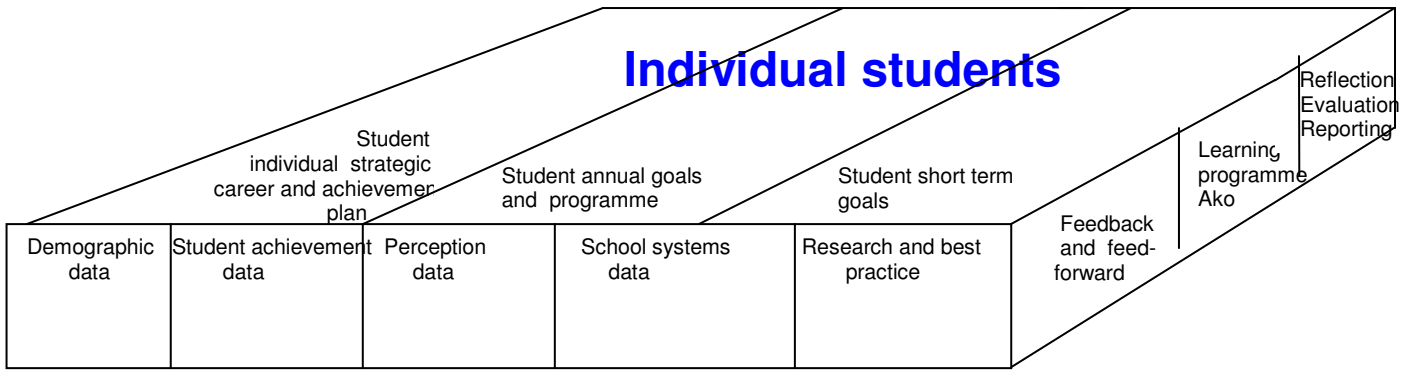 Individual students
Reflection
Evaluation
Reporting
Student
individual strategic
career and achievemen
plan
Student annual goals
and programme
Student short term
goals
Learning
programme
Ako
Feedback
and feed-
forward
Demographic
data
Student achievement
data
Perception
data
School systems
data
Research and best
practice